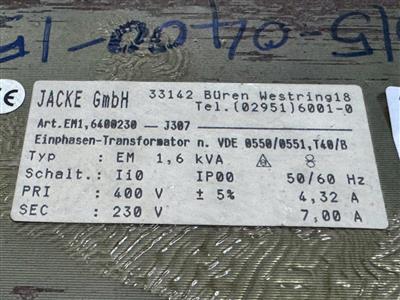 JACKE GmbH
33142 Büren Westring18
Tel.(02951)6001-0
Art.EM1,6400230 — J307
Einphasen-Transformator n. VDE 0550/0551,T40/B
Typ : EM 1,6 kVA
Schalt.: Ii0 IP00 50/60 Hz
PRI : 400 V ± 5% 4,32 A
SEC : 230 V 7,00 A
CE